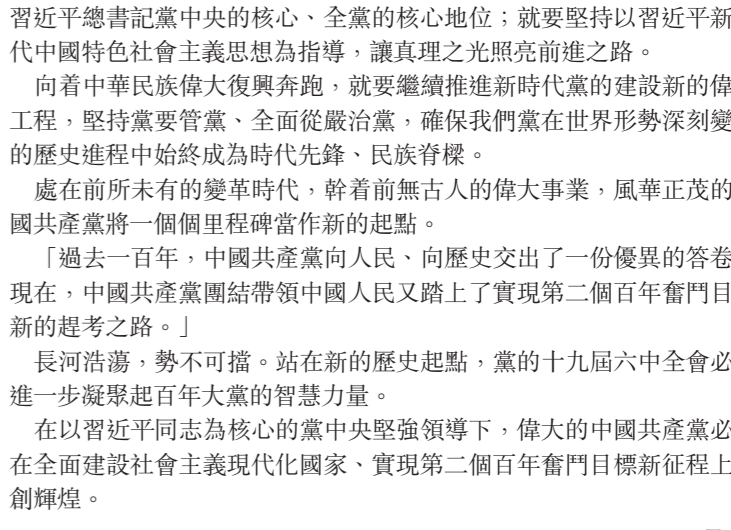 習近平總書記黨中央的核心、全黨的核心地位；就要堅持以習近平新
代中國特色社會主義思想為指導，讓真理之光照亮前進之路。
向着中華民族偉大復興奔跑，就要繼續推進新時代黨的建設新的偉
工程，堅持黨要管黨、全面從嚴治黨，確保我們黨在世界形勢深刻變
的歷史進程中始終成為時代先鋒、民族脊樑。
處在前所未有的變革時代，幹着前無古人的偉大事業，風華正茂的
國共產黨將一個個里程碑當作新的起點。
「過去一百年，中國共產黨向人民、向歷史交出了一份優異的答卷
現在，中國共產黨團結帶領中國人民又踏上了實現第二個百年奮鬥目
新的趕考之路。」
長河浩蕩，勢不可擋。站在新的歷史起點，黨的十九屆六中全會必
進一步凝聚起百年大黨的智慧力量。
在以習近平同志為核心的黨中央堅強領導下，偉大的中國共產黨必
在全面建設社會主義現代化國家、實現第二個百年奮鬥目標新征程上
創輝煌。